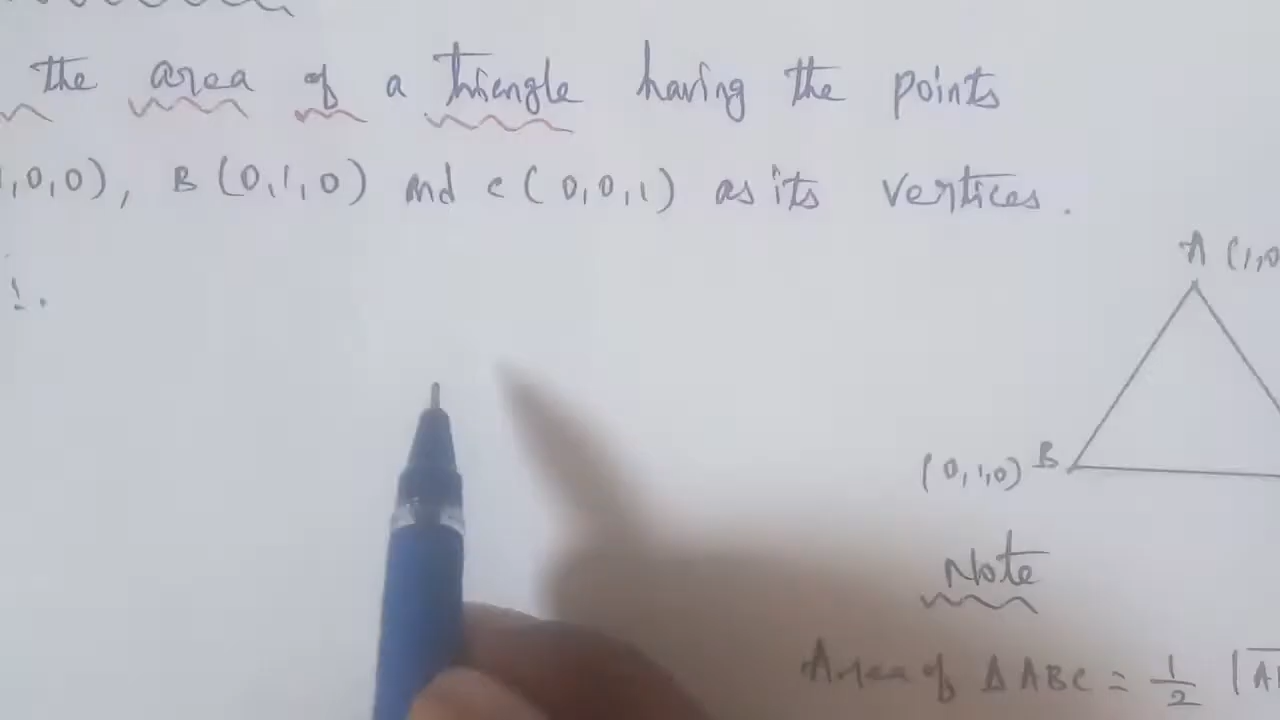 the area of a triangle having the points
1,0,0), B (0,1,0) and C (0,0,1) as its vertices.
A (1,0
(0,1,0) B
Note
Area of Δ ABC = 1/2 |A